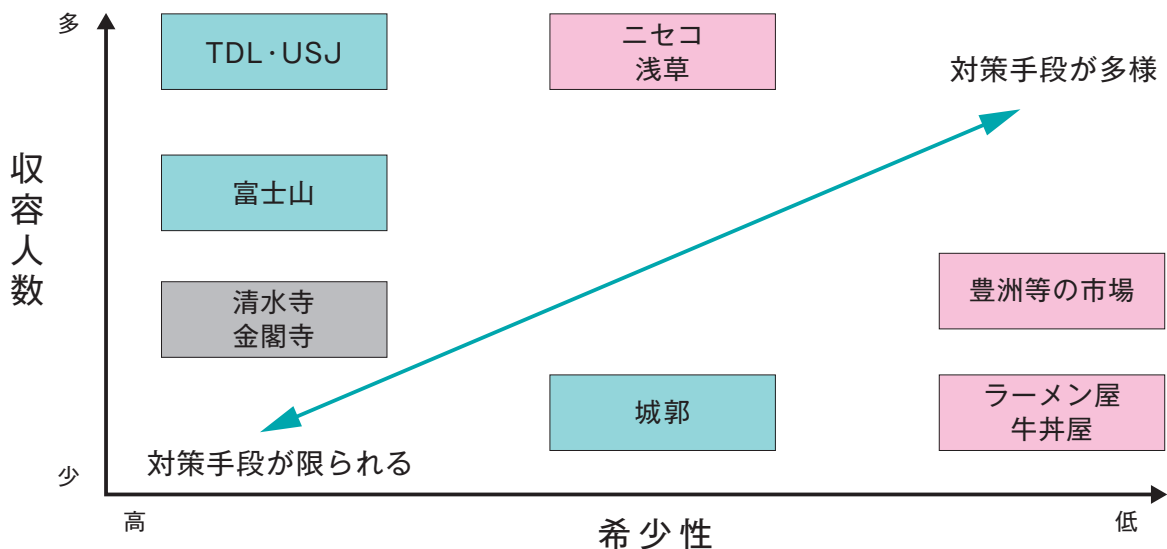 多
TDL・USJ
ニセコ
浅草
対策手段が多様
収容人数
富士山
清水寺
金閣寺
豊洲等の市場
城郭
ラーメン屋
牛丼屋
対策手段が限られる
少
高
希少性
低